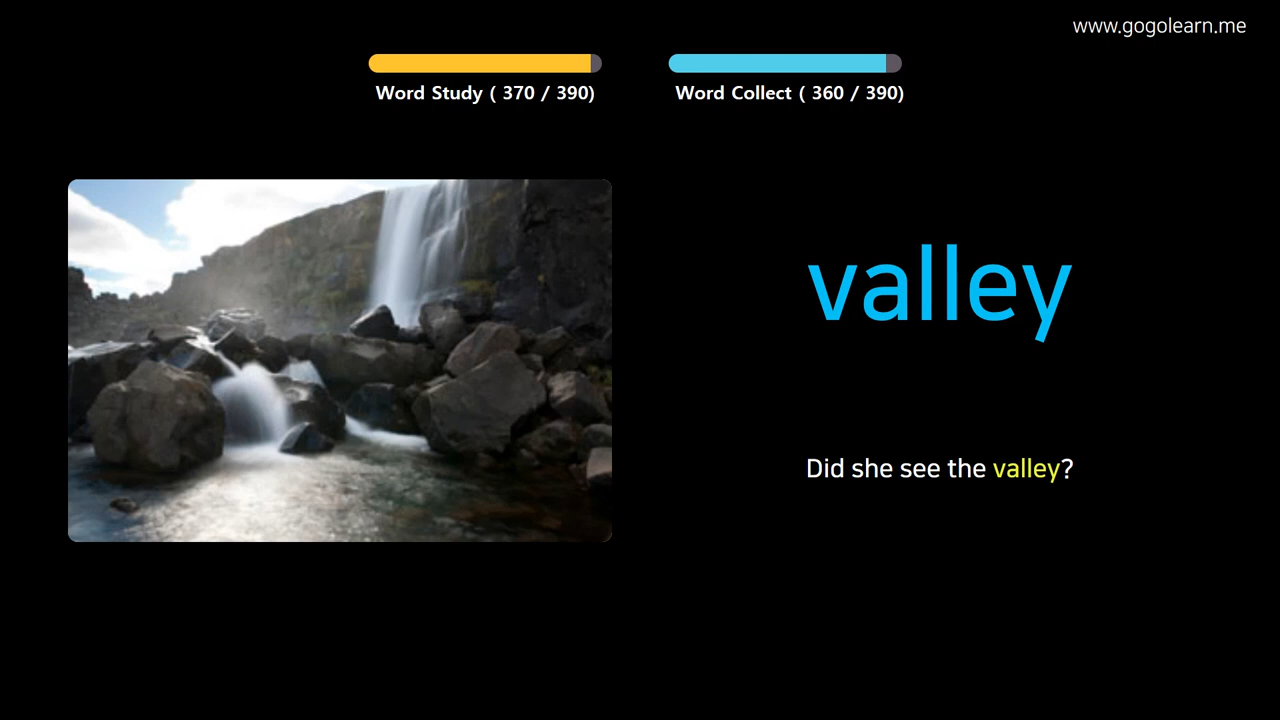 www.gogolearn.me
Word Study ( 370 / 390)
Word Collect ( 360 / 390)
valley
Did she see the valley?